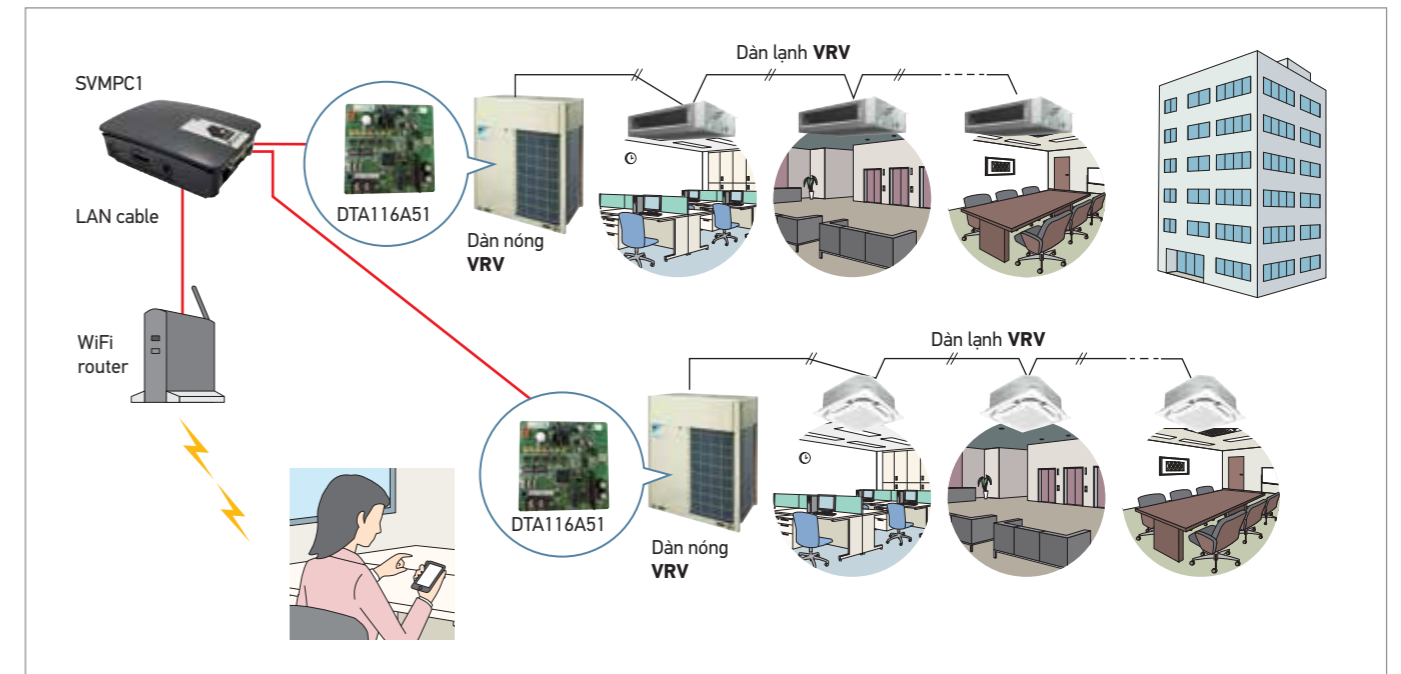 Dàn lạnh VRV
SVMPC1
DTA116A51
LAN cable
Dàn nóng
VRV
WiFi
router
Dàn lạnh VRV
DTA116A51
Dàn nóng
VRV